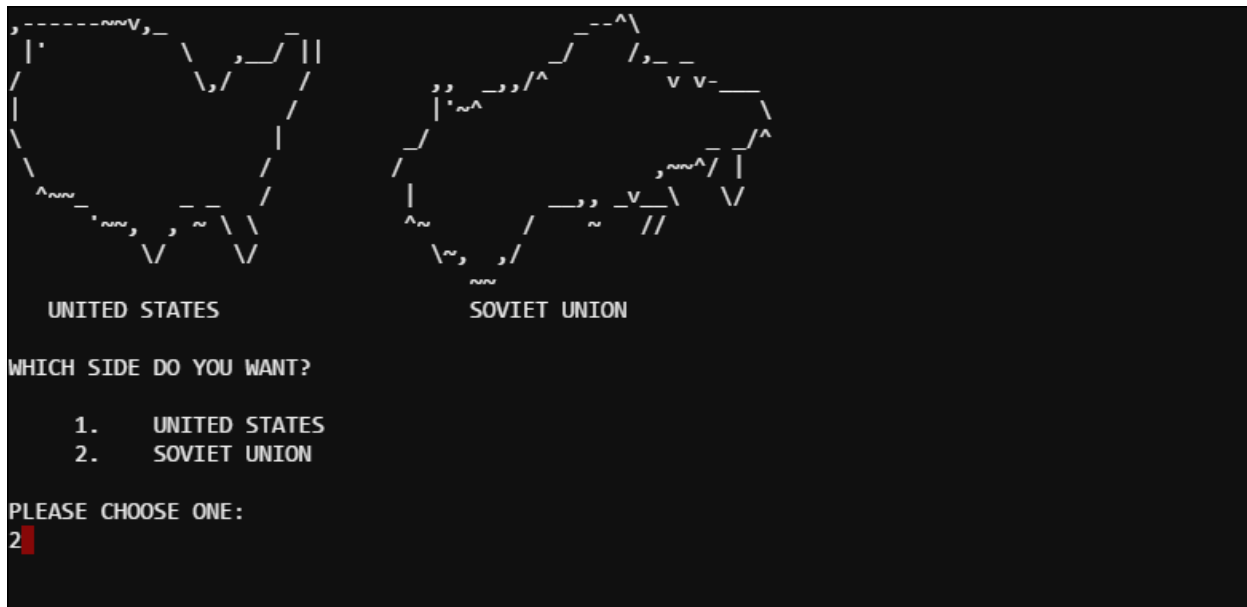 UNITED STATES SOVIET UNION
WHICH SIDE DO YOU WANT?
1. UNITED STATES
2. SOVIET UNION
PLEASE CHOOSE ONE:
2